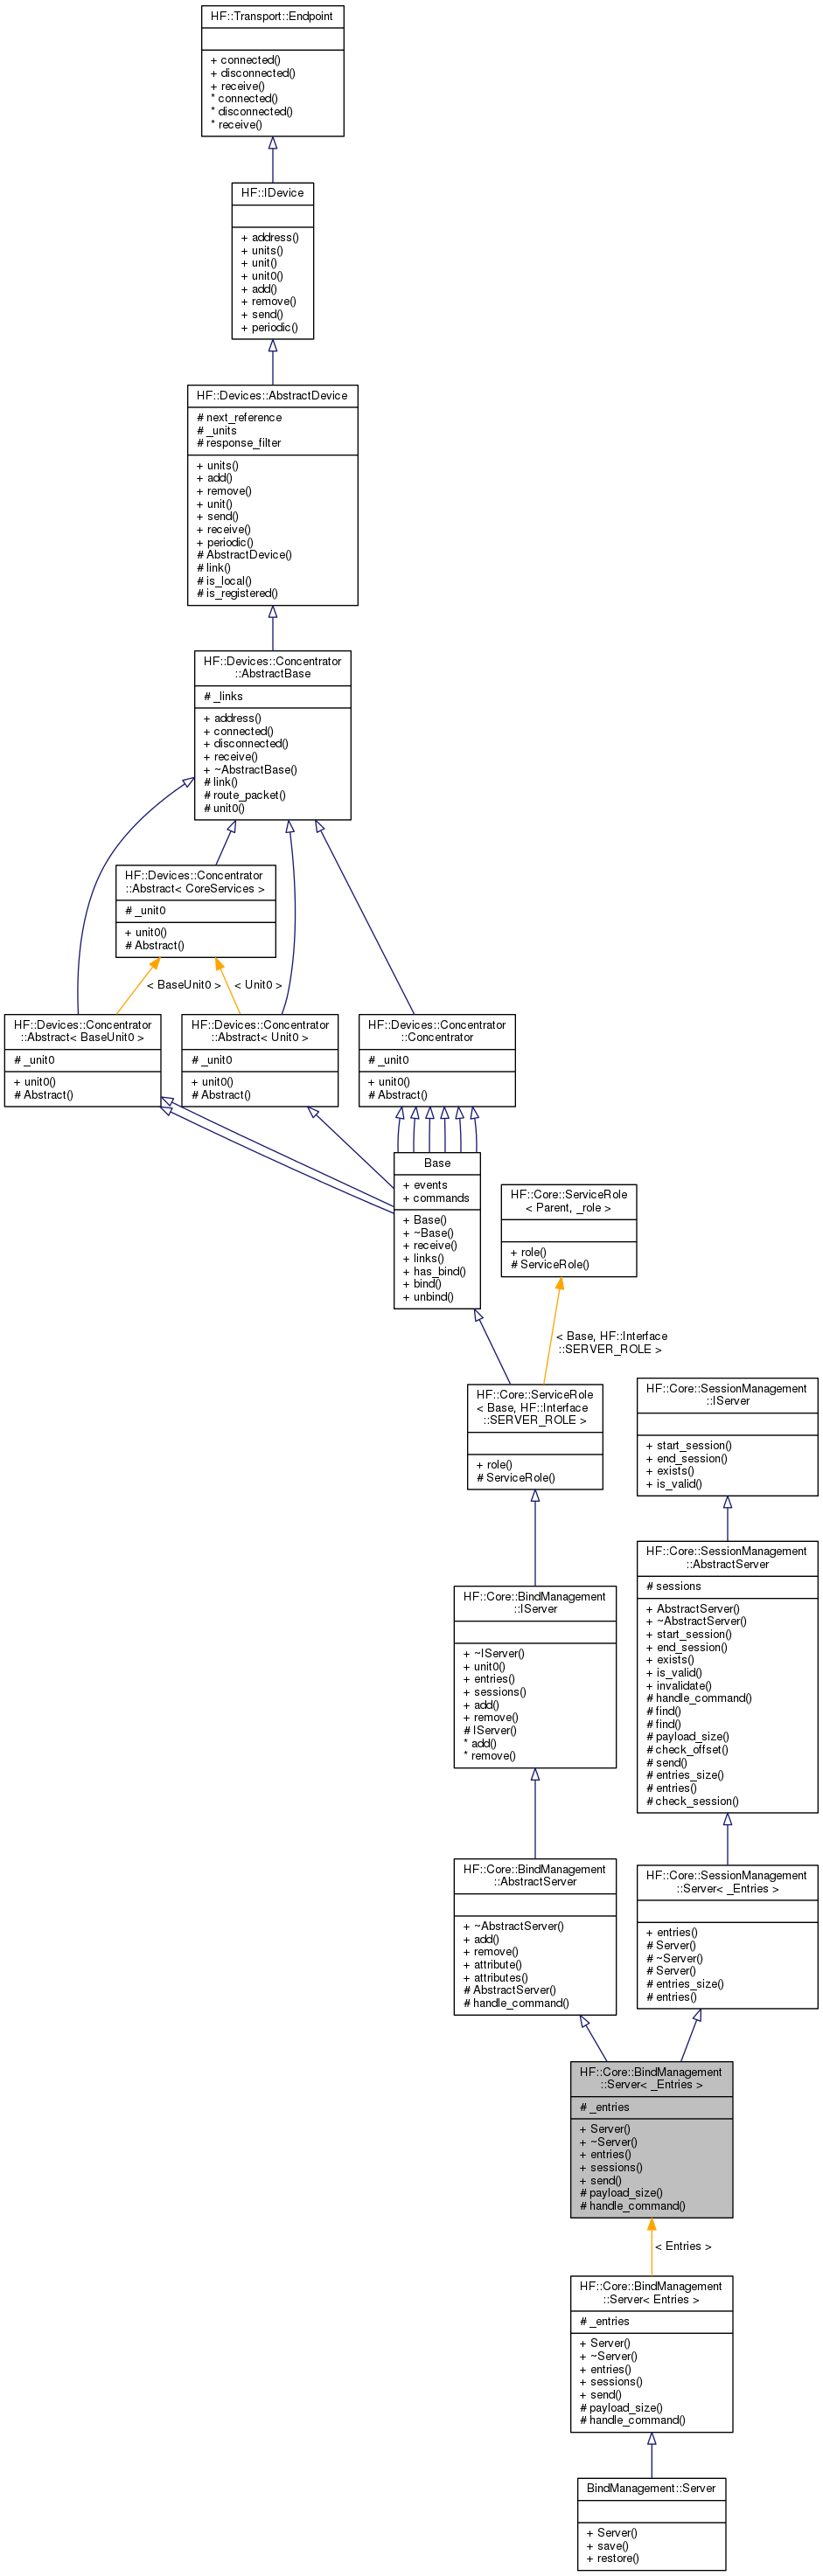 HF::Transport::Endpoint
+ connected()
+ disconnected()
+ receive()
* connected()
* disconnected()
* receive()
HF::IDevice
+ address()
+ units()
+ unit()
+ unit0()
+ add()
+ remove()
+ send()
+ periodic()
HF::Devices::AbstractDevice
# next_reference
# _units
# response_filter
+ units()
+ add()
+ remove()
+ unit()
+ send()
+ receive()
+ periodic()
# AbstractDevice()
# link()
# is_local()
# is_registered()
HF::Devices::Concentrator
::AbstractBase
# _links
+ address()
+ connected()
+ disconnected()
+ receive()
+ ~AbstractBase()
# link()
# route_packet()
# unit0()
HF::Devices::Concentrator
::Abstract< CoreServices >
# _unit0
+ unit0()
# Abstract()
< BaseUnit0 >
< Unit0 >
HF::Devices::Concentrator
::Abstract< BaseUnit0 >
# _unit0
+ unit0()
# Abstract()
HF::Devices::Concentrator
::Abstract< Unit0 >
# _unit0
+ unit0()
# Abstract()
HF::Devices::Concentrator
::Concentrator
# _unit0
+ unit0()
# Abstract()
Base
+ events
+ commands
+ Base()
+ ~Base()
+ receive()
+ links()
+ has_bind()
+ bind()
+ unbind()
HF::Core::ServiceRole
< Parent, _role >
+ role()
# ServiceRole()
< Base, HF::Interface
::SERVER_ROLE >
HF::Core::ServiceRole
< Base, HF::Interface
::SERVER_ROLE >
+ role()
# ServiceRole()
HF::Core::SessionManagement
::IServer
+ start_session()
+ end_session()
+ exists()
+ is_valid()
HF::Core::SessionManagement
::AbstractServer
# sessions
+ AbstractServer()
+ ~AbstractServer()
+ start_session()
+ end_session()
+ exists()
+ is_valid()
+ invalidate()
# handle_command()
# find()
# find()
# payload_size()
# check_offset()
# send()
# entries_size()
# entries()
# check_session()
HF::Core::BindManagement
::IServer
+ ~IServer()
+ unit0()
+ entries()
+ sessions()
+ add()
+ remove()
# IServer()
* add()
* remove()
HF::Core::BindManagement
::AbstractServer
+ ~AbstractServer()
+ add()
+ remove()
+ attribute()
+ attributes()
# AbstractServer()
# handle_command()
HF::Core::SessionManagement
::Server< _Entries >
+ entries()
# Server()
# ~Server()
# Server()
# entries_size()
# entries()
HF::Core::BindManagement
::Server< _Entries >
# _entries
+ Server()
+ ~Server()
+ entries()
+ sessions()
+ send()
# payload_size()
# handle_command()
< Entries >
HF::Core::BindManagement
::Server< Entries >
# _entries
+ Server()
+ ~Server()
+ entries()
+ sessions()
+ send()
# payload_size()
# handle_command()
BindManagement::Server
+ Server()
+ save()
+ restore()